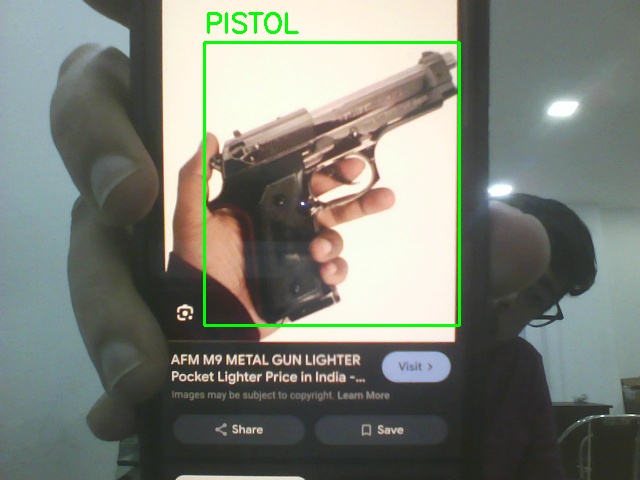 PISTOL
AFM M9 METAL GUN LIGHTER
Pocket Lighter Price in India -...
Visit >
Images may be subject to copyright. Learn More
Share
Save